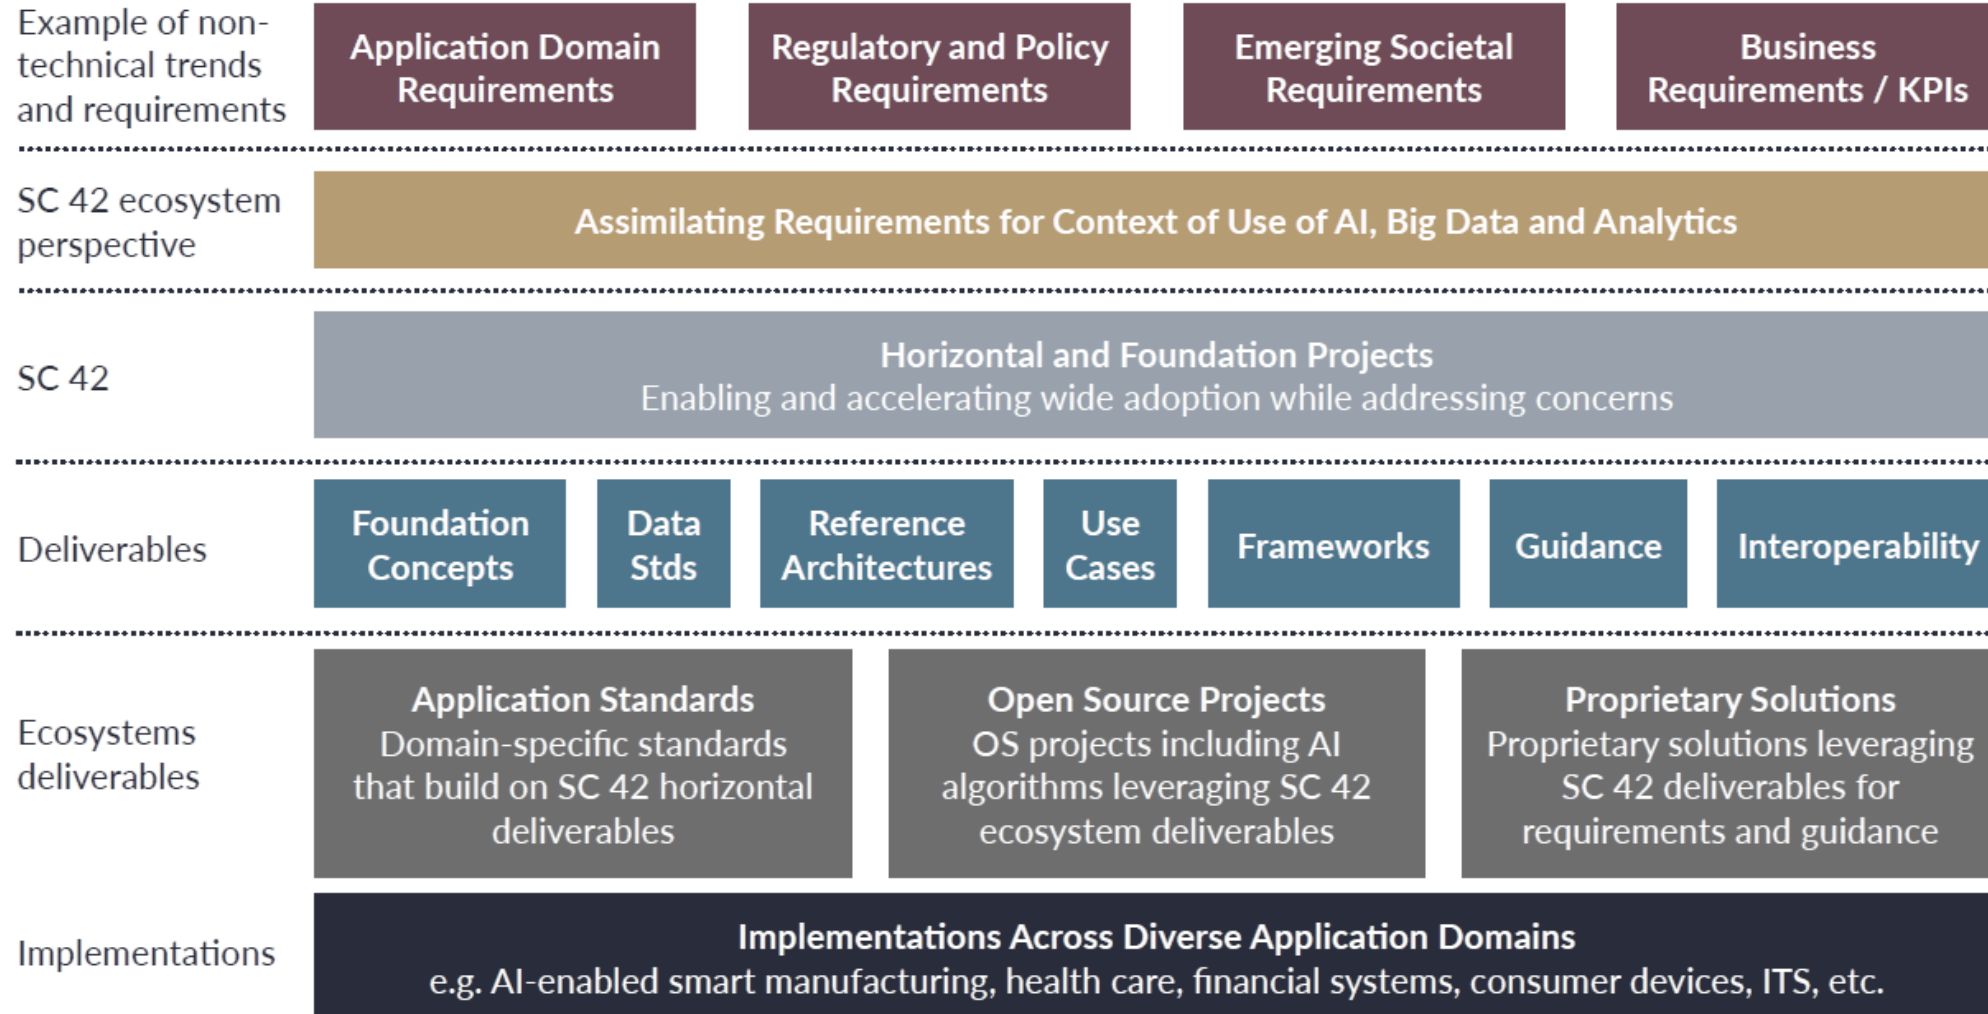 Example of non-
technical trends
and requirements
Application Domain
Requirements
Regulatory and Policy
Requirements
Emerging Societal
Requirements
Business
Requirements / KPIs
SC 42 ecosystem
perspective
Assimilating Requirements for Context of Use of AI, Big Data and Analytics
SC 42
Horizontal and Foundation Projects
Enabling and accelerating wide adoption while addressing concerns
Deliverables
Foundation
Concepts
Data
Stds
Reference
Architectures
Use
Cases
Frameworks
Guidance
Interoperability
Ecosystems
deliverables
Application Standards
Domain-specific standards
that build on SC 42 horizontal
deliverables
Open Source Projects
OS projects including AI
algorithms leveraging SC 42
ecosystem deliverables
Proprietary Solutions
Proprietary solutions leveraging
SC 42 deliverables for
requirements and guidance
Implementations
Implementations Across Diverse Application Domains
e.g. AI-enabled smart manufacturing, health care, financial systems, consumer devices, ITS, etc.